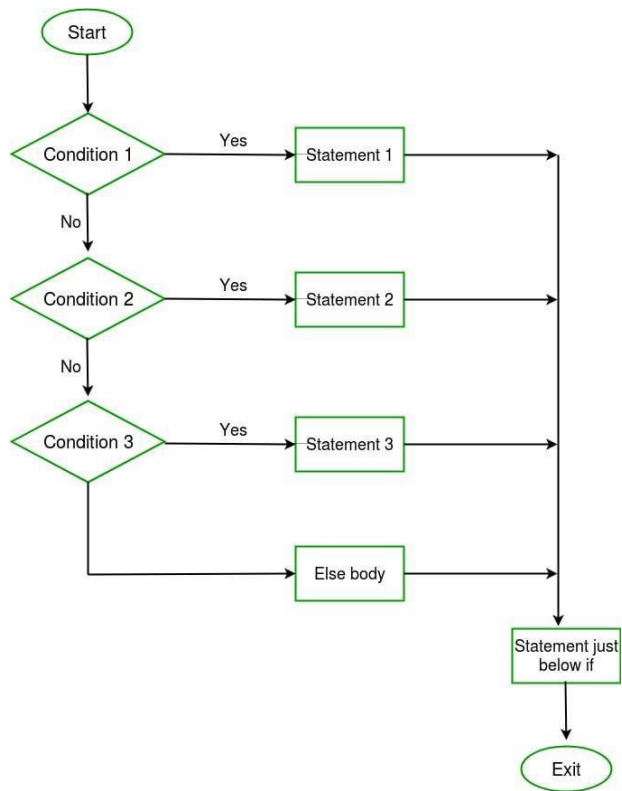 Start
Condition 1
Yes
Statement 1
No
Condition 2
Yes
Statement 2
No
Condition 3
Yes
Statement 3
Else body
Statement just
below if
Exit